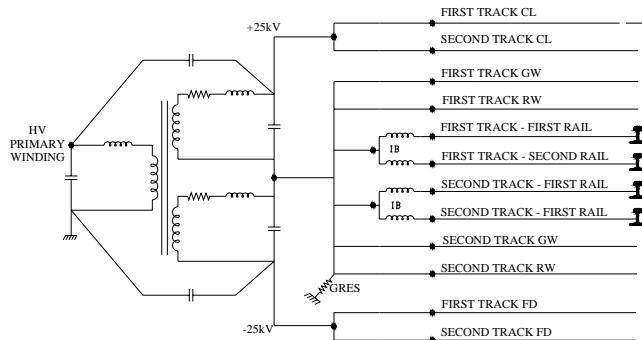 FIRST TRACK CL
+25kV
SECOND TRACK CL
FIRST TRACK GW
FIRST TRACK RW
HV
PRIMARY
WINDING
FIRST TRACK - FIRST RAIL
IB
FIRST TRACK - SECOND RAIL
SECOND TRACK - FIRST RAIL
IB
SECOND TRACK - FIRST RAIL
SECOND TRACK GW
SECOND TRACK RW
GRES
FIRST TRACK FD
-25kV
SECOND TRACK FD